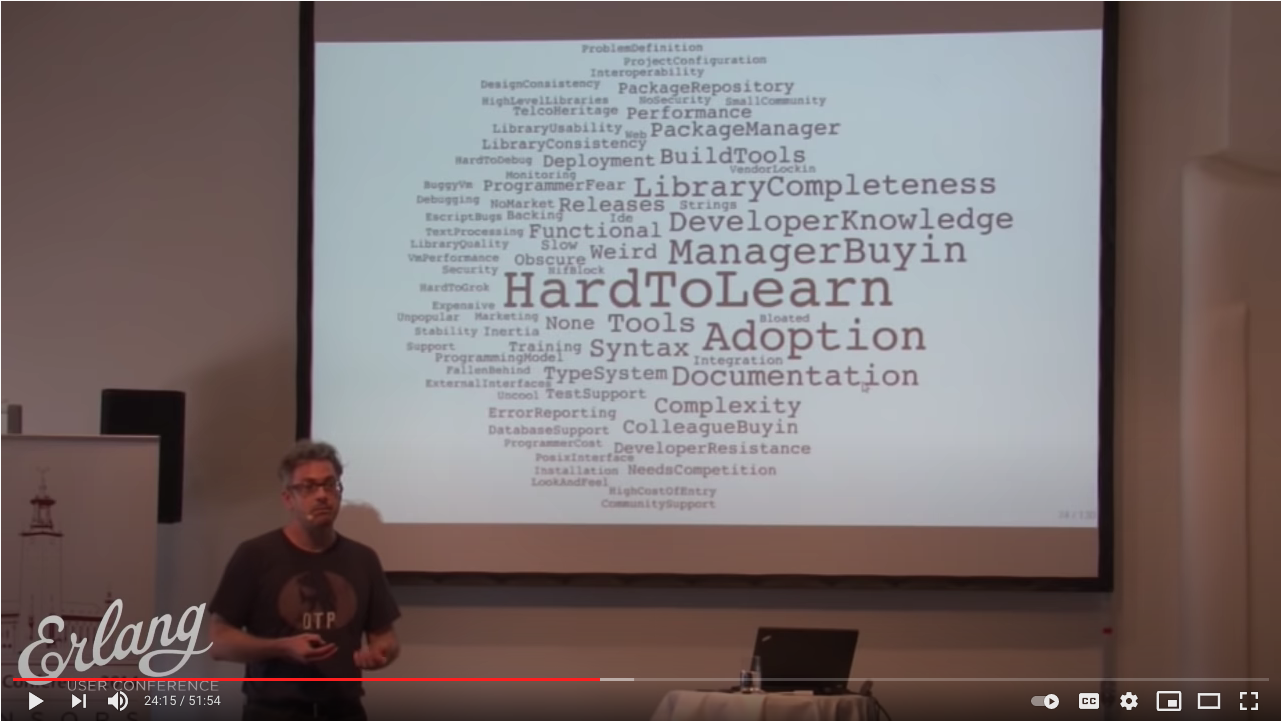 ProblemDefinition
ProjectConfiguration
Interoperability
DesignConsistency PackageRepository
HighLevelLibraries NoSecurity SmallCommunity
TelcoHeritage Performance
LibraryUsability Web PackageManager
LibraryConsistency
HardToDebug Deployment BuildTools
Monitoring VendorLockin
BuggyVm ProgrammerFear LibraryCompleteness
Debugging NoMarket Releases Strings
EscriptBugs Backing Ide DeveloperKnowledge
TextProcessing Functional
LibraryQuality Slow Weird ManagerBuyin
VmPerformance Obscure
Security NifBlock
HardToGrok HardToLearn
Expensive
Unpopular Marketing None Tools Bloated
Stability Inertia Adoption
Support Training Syntax
ProgrammingModel Integration
FallenBehind TypeSystem Documentation
ExternalInterfaces
Uncool TestSupport
ErrorReporting Complexity
DatabaseSupport ColleagueBuyin
ProgrammerCost DeveloperResistance
PosixInterface
Installation NeedsCompetition
LookAndFeel
HighCostOfEntry
CommunitySupport
OTP
Erlang
USER CONFERENCE
24:15 / 51:54
CC